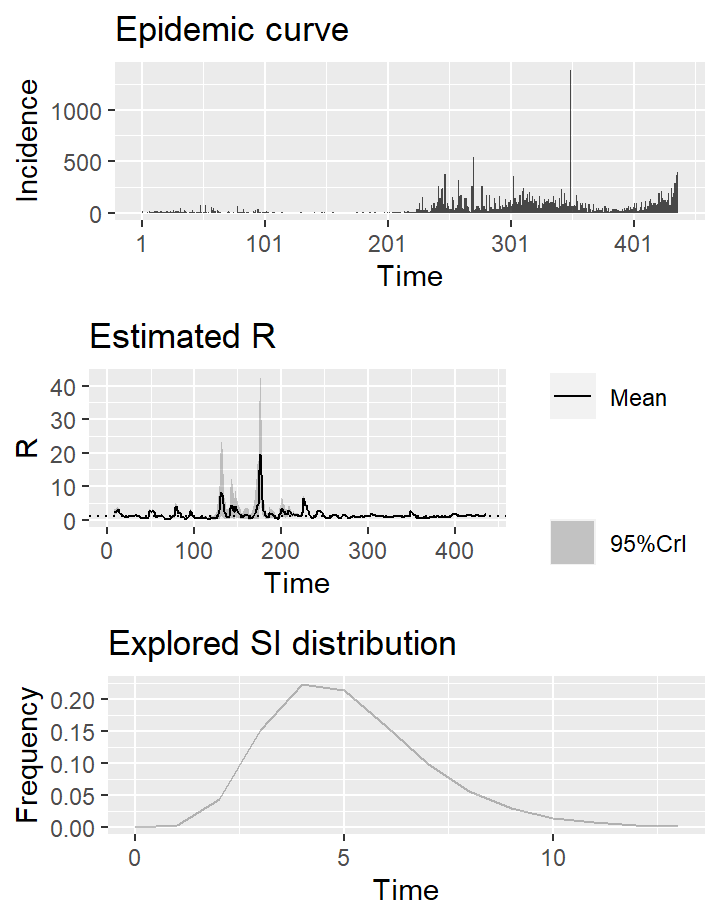 Epidemic curve
Incidence
1000
500
0
1 101 201 301 401
Time
Estimated R
R
40
30
20
10
0
0 100 200 300 400
Time
Mean
95%CrI
Explored SI distribution
Frequency
0.20
0.15
0.10
0.05
0.00
0 5 10
Time